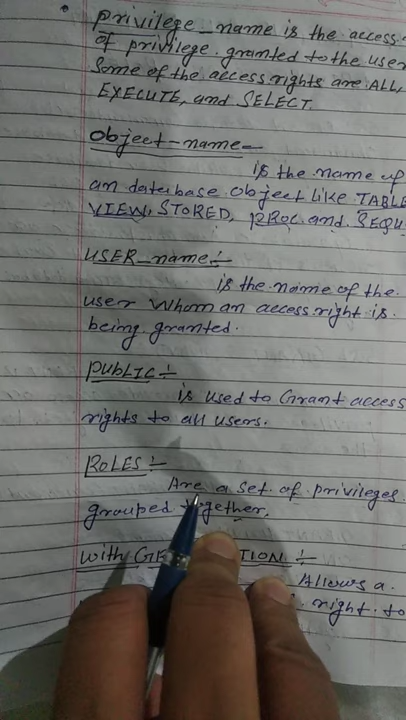 privilege_name is the access
of privilege granted to the user
Some of the access rights are ALL,
EXECUTE, and SELECT.
Object-name-
is the name of
an database Object like TABLE
VIEW, STORED, PROC and SEQU
USER_name:-
is the name of the
user whom an access right is
being granted.
PUBLIC:-
is used to Grant access
rights to all users.
ROLES:-
Are a set of privileges
grouped together.
with TION:-
Allows a
right to